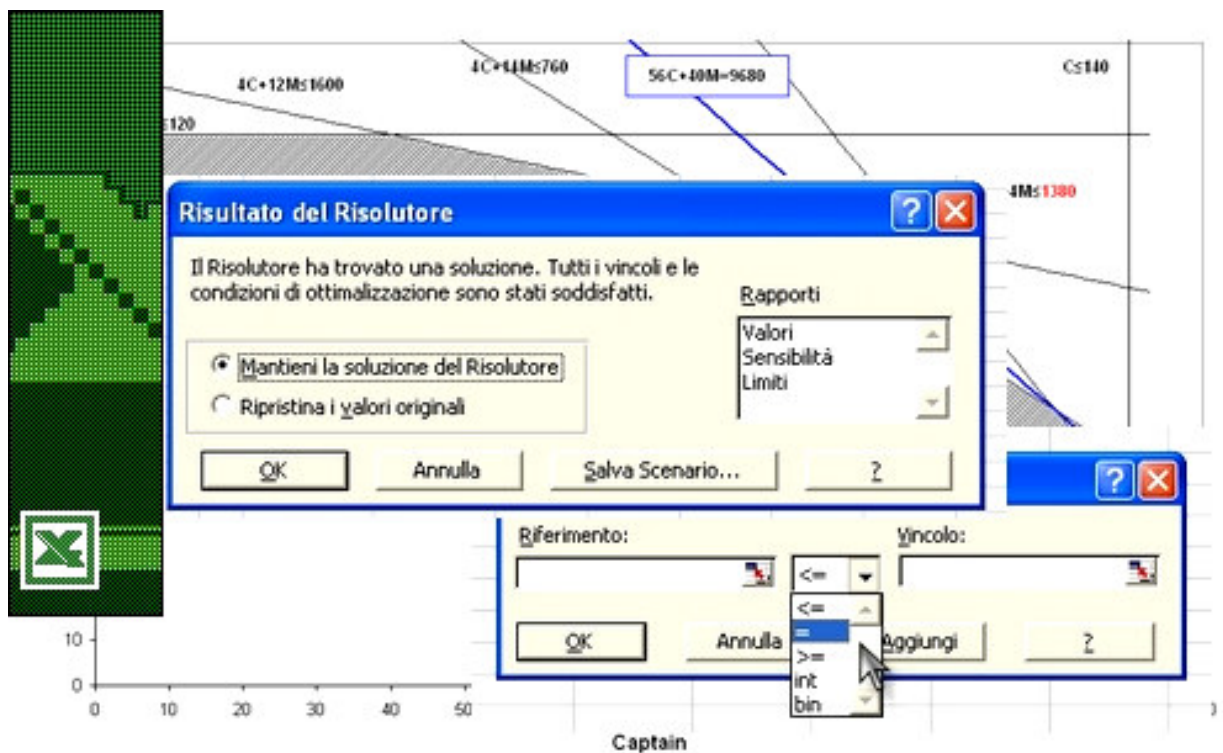 4C+14M≤760
C≤140
56C+40M=9680
4C+12M≤1600
≤120
4M≤1380
Risultato del Risolutore
Il Risolutore ha trovato una soluzione. Tutti i vincoli e le
condizioni di ottimalizzazione sono stati soddisfatti.
Rapporti
Valori
Sensibilità
Limiti
Mantieni la soluzione del Risolutore
Ripristina i valori originali
OK Annulla Salva Scenario... ?
Riferimento: Vincolo:
<=
<=
=
>=
int
bin
OK Annulla Aggiungi ?
10
0
0 10 20 30 40 50 0
Captain